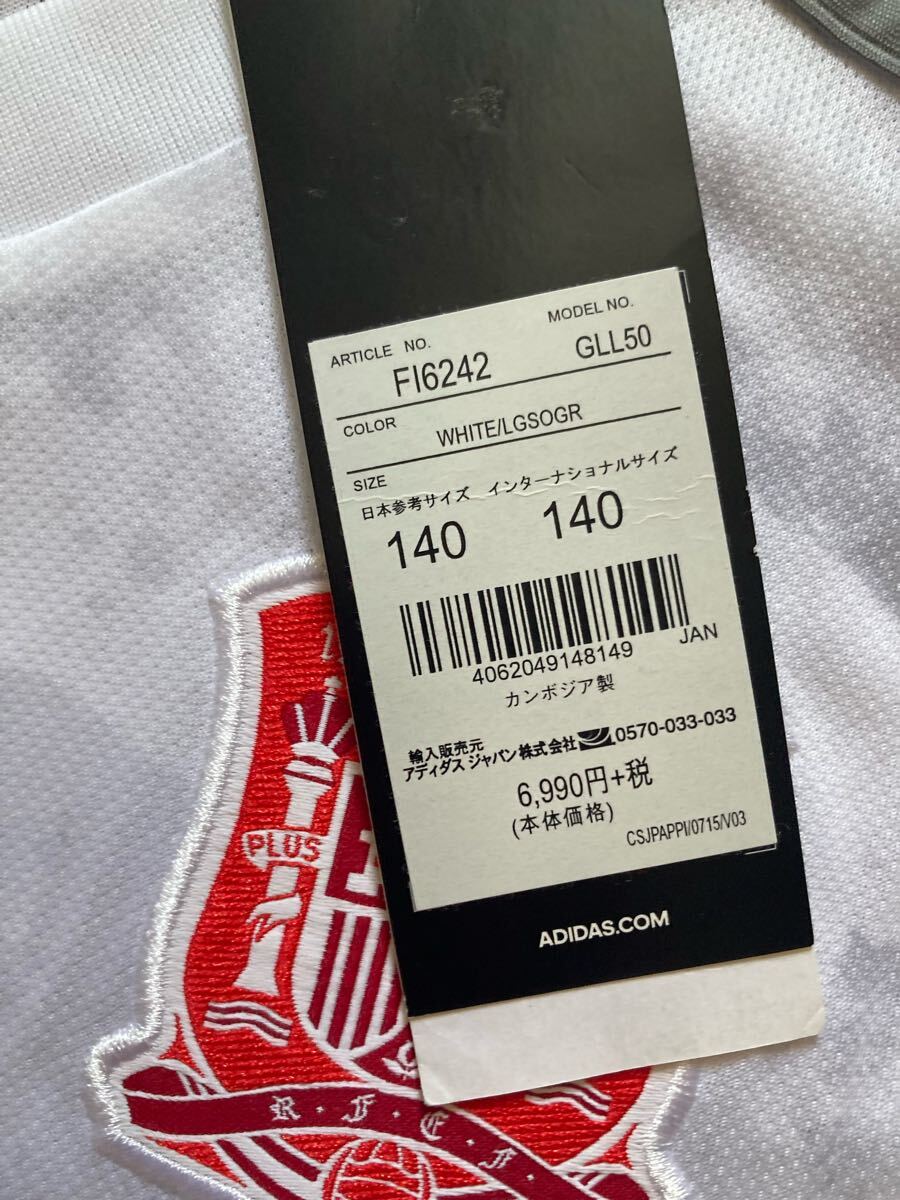 ARTICLE NO.
MODEL NO.
FI6242
GLL50
COLOR
WHITE/LGSOGR
SIZE
日本参考サイズ インターナショナルサイズ
140 140
4062049148149 JAN
カンボジア製
輸入販売元
アディダス ジャパン株式会社 0570-033-033
6,990円+税
(本体価格)
CSJPAPPI/0715/V03
ADIDAS.COM
PLUS